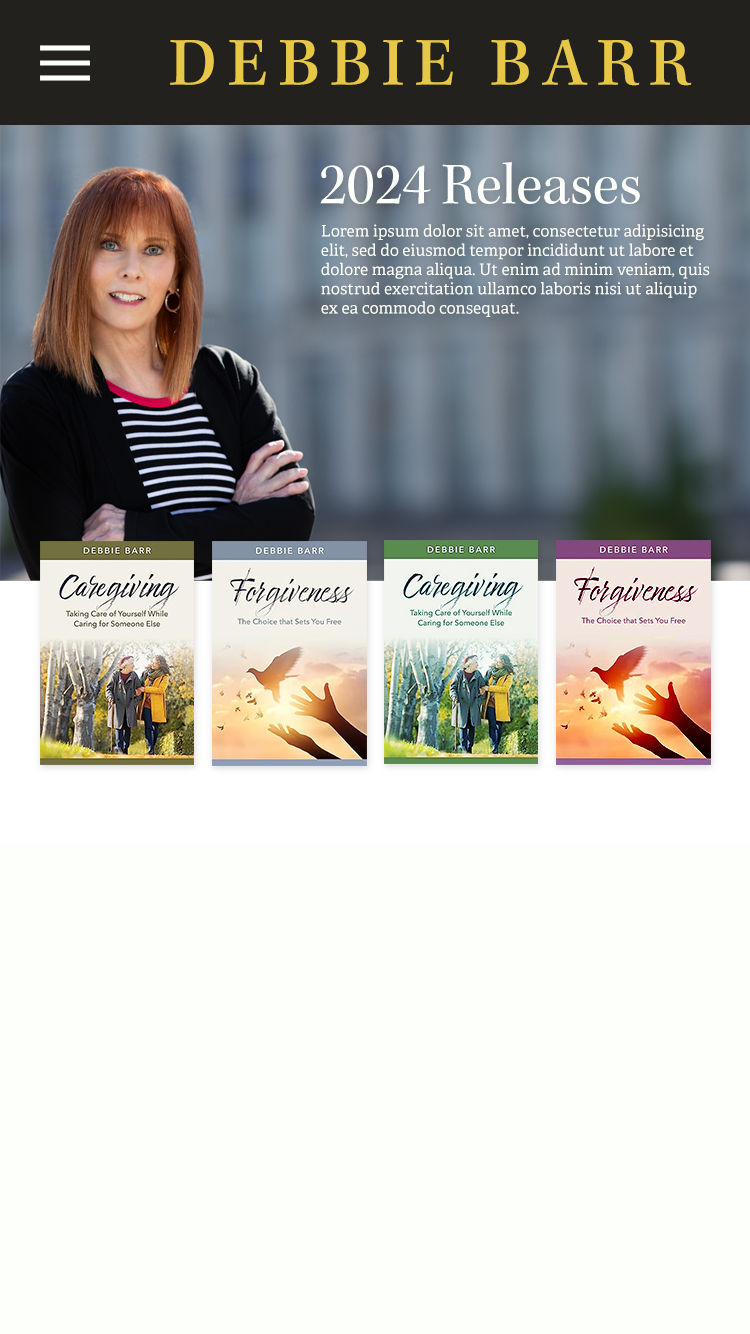 DEBBIE BARR
2024 Releases
Lorem ipsum dolor sit amet, consectetur adipisicing
elit, sed do eiusmod tempor incididunt ut labore et
dolore magna aliqua. Ut enim ad minim veniam, quis
nostrud exercitation ullamco laboris nisi ut aliquip
ex ea commodo consequat.
DEBBIE BARR
Caregiving
Taking Care of Yourself While
Caring for Someone Else
DEBBIE BARR
Forgiveness
The Choice that Sets You Free
DEBBIE BARR
Caregiving
Taking Care of Yourself While
Caring for Someone Else
DEBBIE BARR
Forgiveness
The Choice that Sets You Free